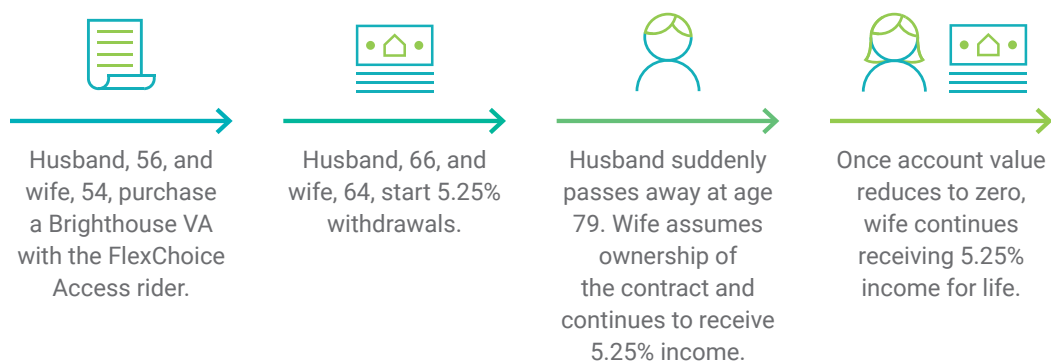 Husband, 56, and
wife, 54, purchase
a Brighthouse VA
with the FlexChoice
Access rider.
Husband, 66, and
wife, 64, start 5.25%
withdrawals.
Husband suddenly
passes away at age
79. Wife assumes
ownership of
the contract and
continues to receive
5.25% income.
Once account value
reduces to zero,
wife continues
receiving 5.25%
income for life.